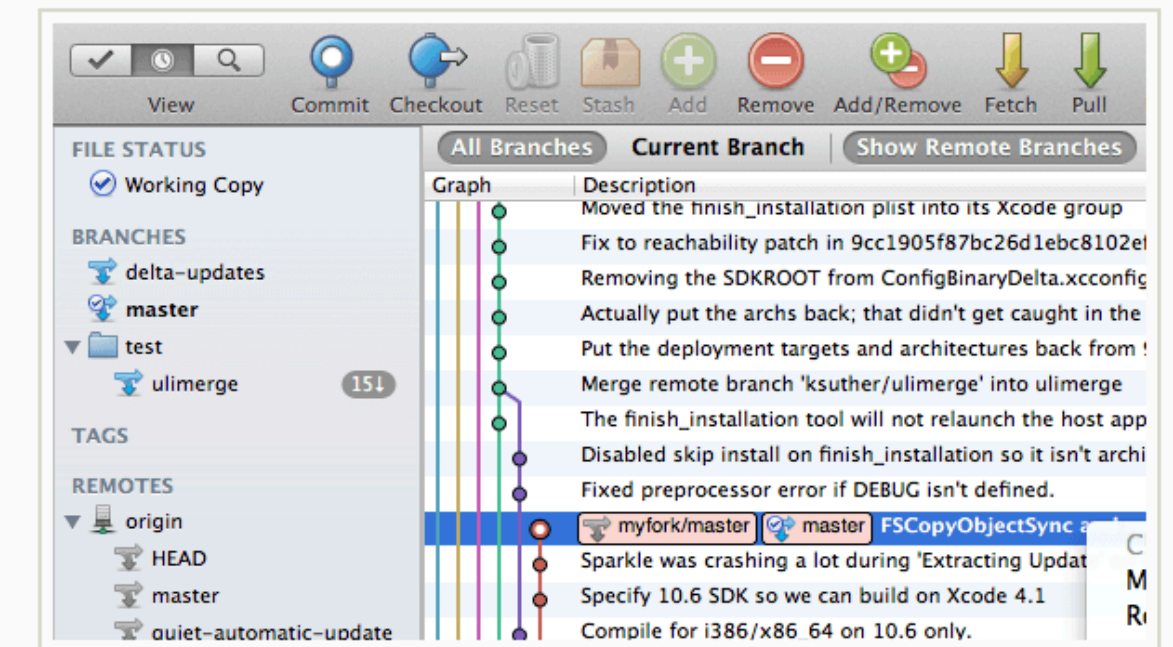 View Commit Checkout Reset Stash Add Remove Add/Remove Fetch Pull
All Branches Current Branch Show Remote Branches
FILE STATUS
Working Copy
BRANCHES
delta-updates
master
test
ulimerge 15↓
TAGS
REMOTES
origin
HEAD
master
quiet-automatic-update
Graph Description
Moved the finish_installation plist into its Xcode group
Fix to reachability patch in 9cc1905f87bc26d1ebc8102ef
Removing the SDKROOT from ConfigBinaryDelta.xcconfig
Actually put the archs back; that didn't get caught in the
Put the deployment targets and architectures back from
Merge remote branch 'ksuther/ulimerge' into ulimerge
The finish_installation tool will not relaunch the host app
Disabled skip install on finish_installation so it isn't archi
Fixed preprocessor error if DEBUG isn't defined.
myfork/master master FSCopyObjectSync
Sparkle was crashing a lot during 'Extracting Updat
Specify 10.6 SDK so we can build on Xcode 4.1
Compile for i386/x86_64 on 10.6 only.